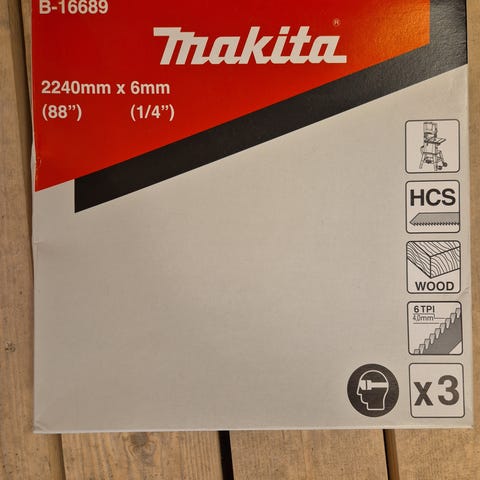 B-16689
makita®
2240mm x 6mm
(88”) (1/4”)
HCS
WOOD
6 TPI
4,0mm
x3